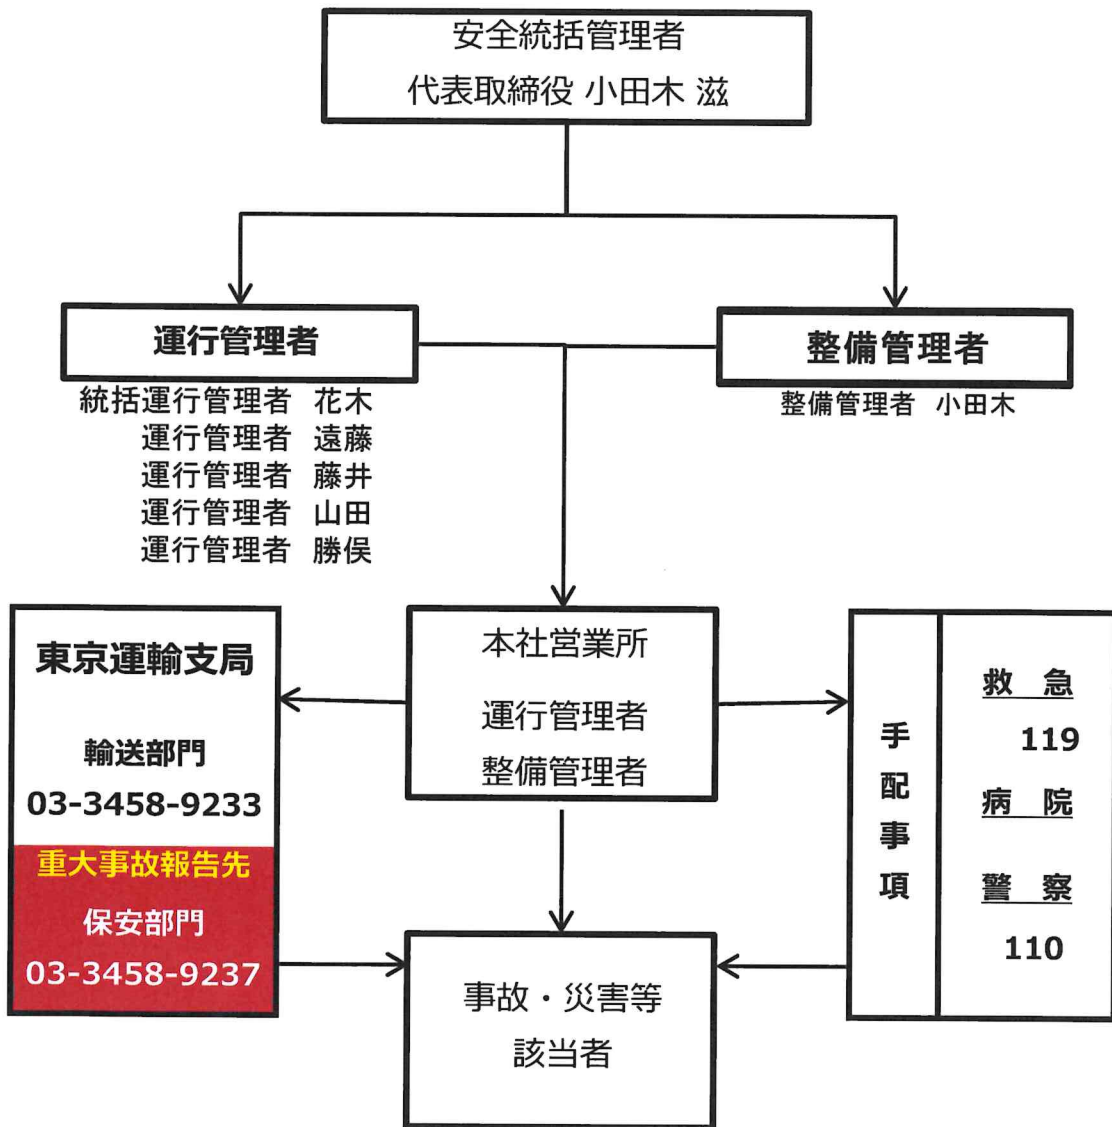 安全統括管理者
代表取締役 小田木 滋
運行管理者
統括運行管理者 花木
運行管理者 遠藤
運行管理者 藤井
運行管理者 山田
運行管理者 勝俣
整備管理者
整備管理者 小田木
東京運輸支局
輸送部門
03-3458-9233
重大事故報告先
保安部門
03-3458-9237
本社営業所
運行管理者
整備管理者
手配事項
救 急
119
病 院
警 察
110
事故・災害等
該当者